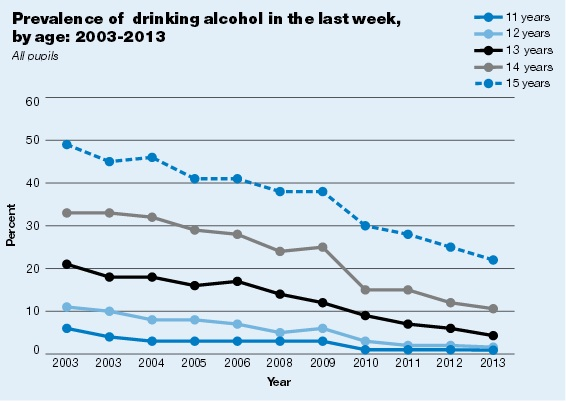 Prevalence of drinking alcohol in the last week,
by age: 2003-2013
All puoils
11 years
12 years
13 years
14 years
15 years
60
50
40
30
20
10
0
Percent
2003 2003 2004 2005 2006 2008 2009 2010 2011 2012 2013
Year